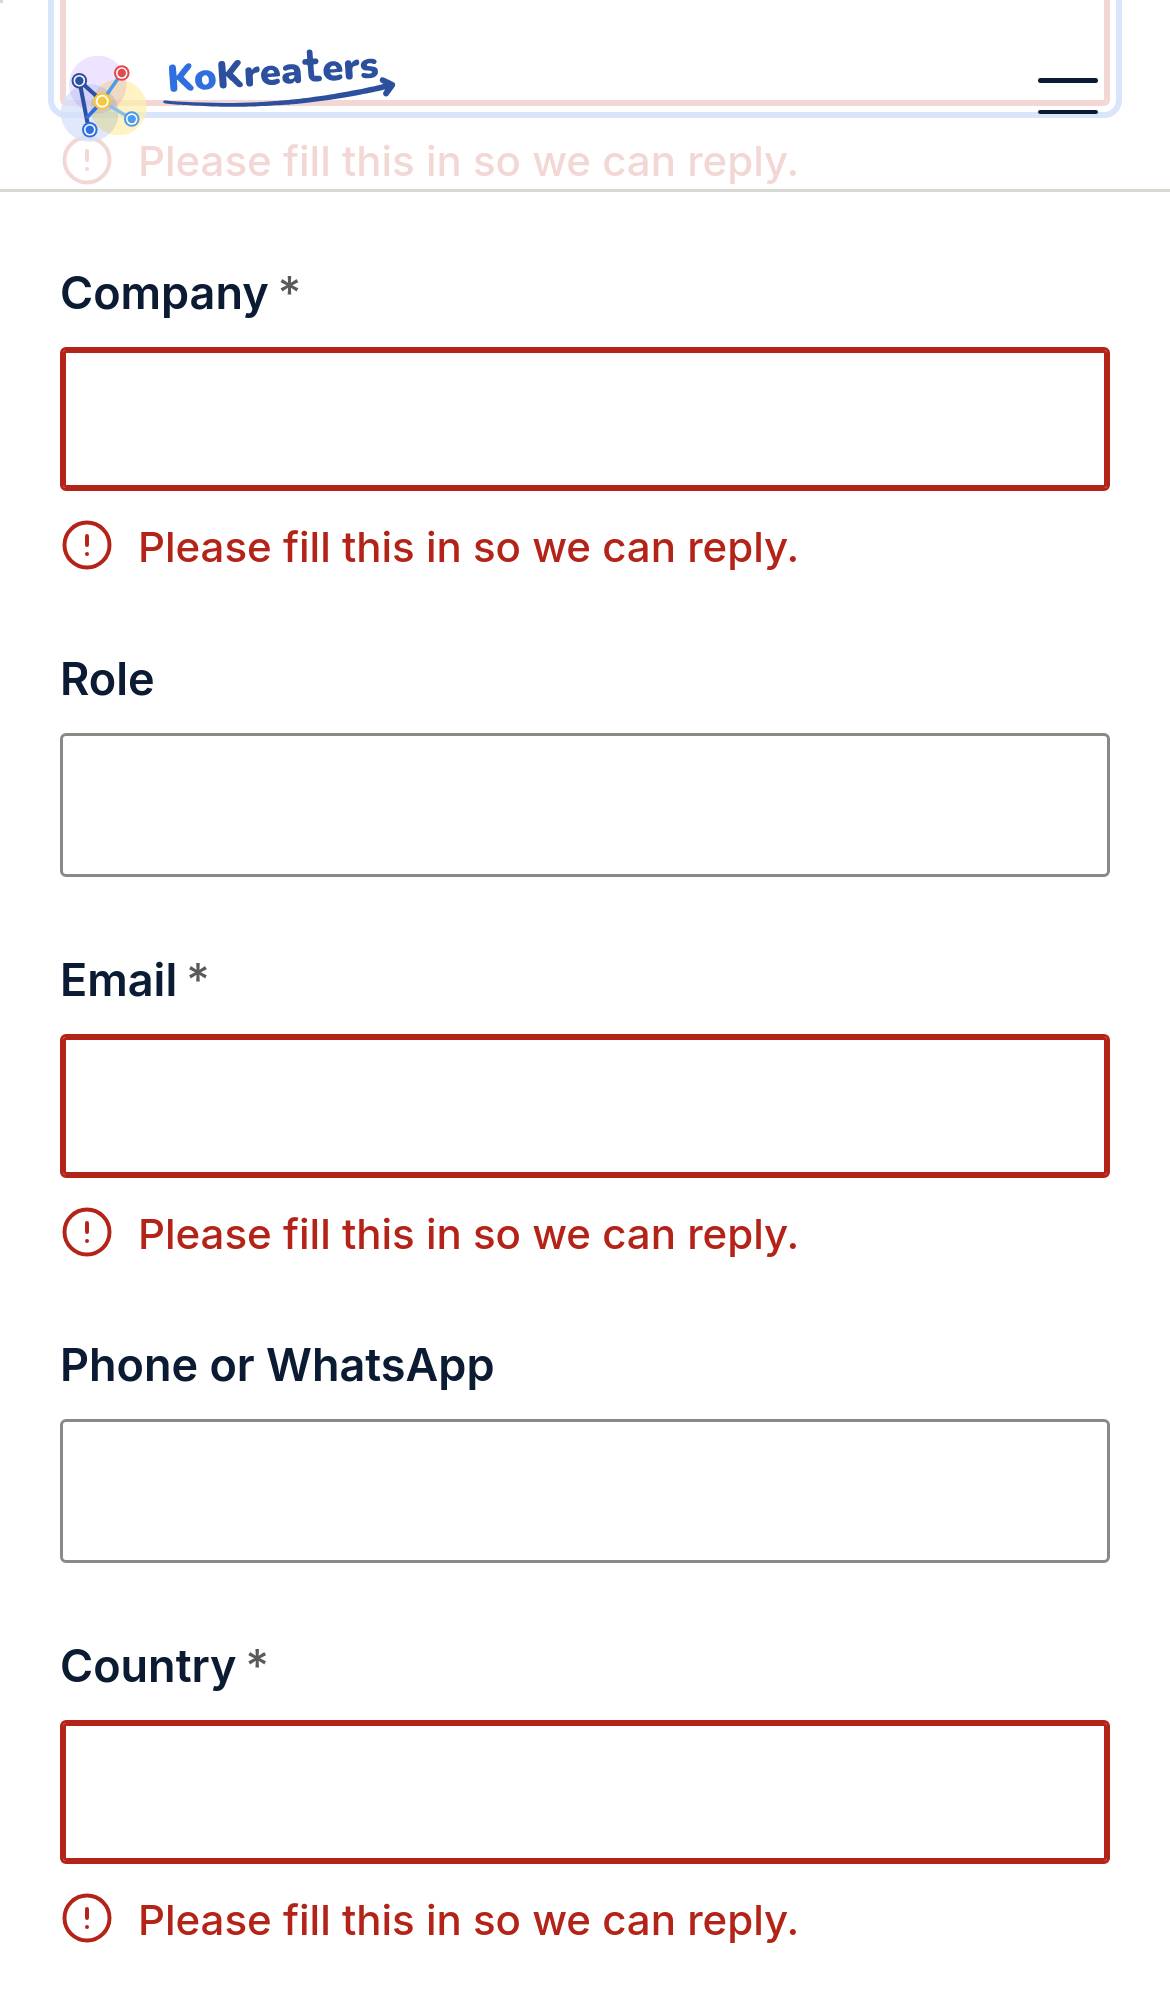 KoKreaters
Please fill this in so we can reply.
Company *
Please fill this in so we can reply.
Role
Email *
Please fill this in so we can reply.
Phone or WhatsApp
Country *
Please fill this in so we can reply.